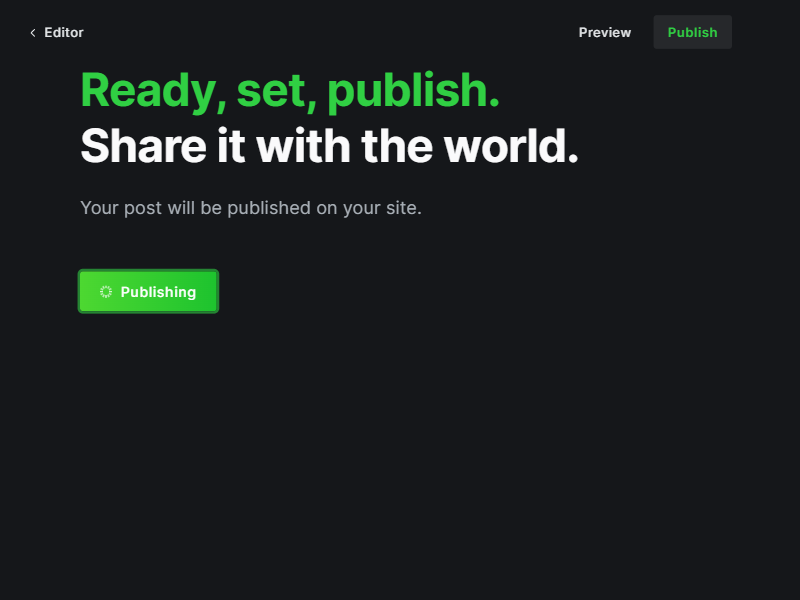 Editor
Preview
Publish
Ready, set, publish.
Share it with the world.
Your post will be published on your site.
Publishing